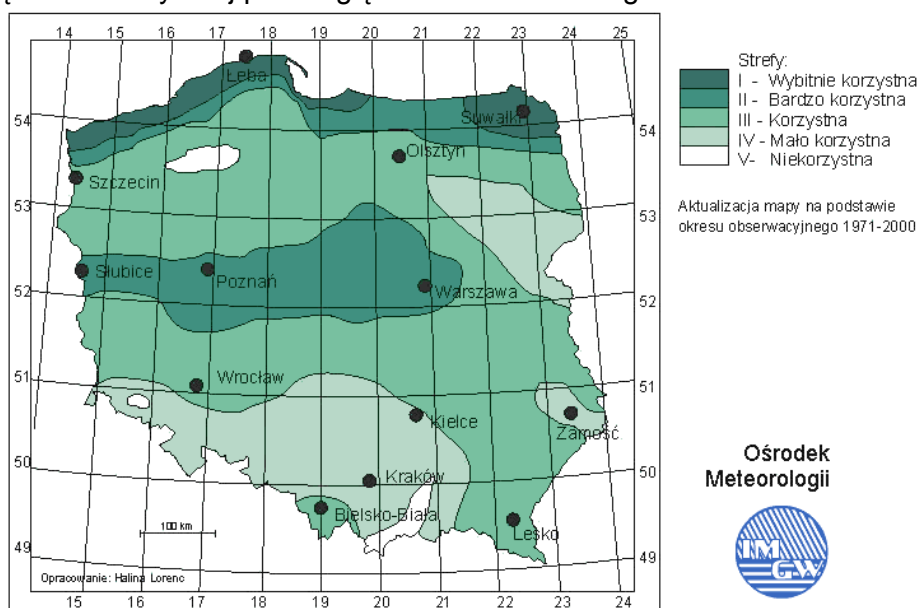 14 15 16 17 18 19 20 21 22 23 24 25
Łeba
Suwałki
54
54
Olsztyn
Szczecin
53
53
Słubice
Poznań
Warszawa
52
52
Wrocław
51
51
Kielce
Zamość
50
50
Kraków
Bielsko-Biała
Lesko
100 km
49
49
Opracowanie: Halina Lorenc
15 16 17 18 19 20 21 22 23 24
Strefy:
I - Wybitnie korzystna
II - Bardzo korzystna
III - Korzystna
IV - Mało korzystna
V- Niekorzystna
Aktualizacja mapy na podstawie
okresu obserwacyjnego 1971-2000
Ośrodek
Meteorologii
IM
GW